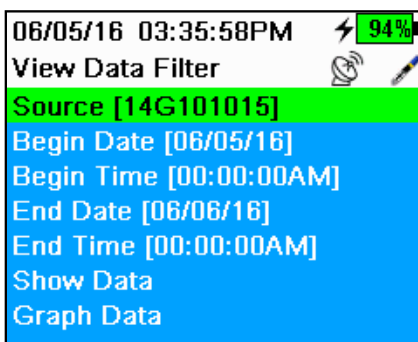 06/05/16 03:35:58PM 94%
View Data Filter
Source [14G101015]
Begin Date [06/05/16]
Begin Time [00:00:00AM]
End Date [06/06/16]
End Time [00:00:00AM]
Show Data
Graph Data